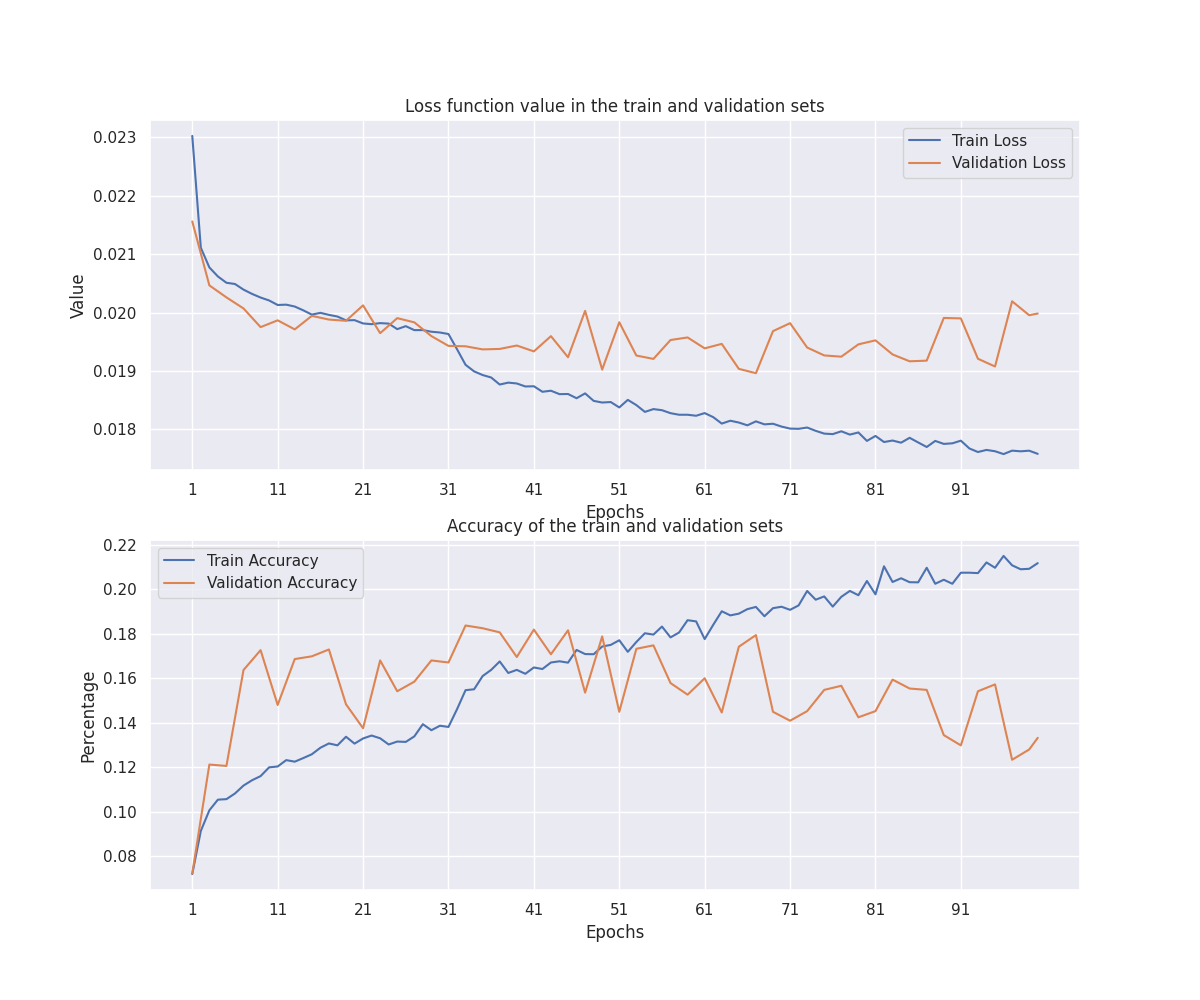 Loss function value in the train and validation sets
0.023
0.022
0.021
0.020
0.019
0.018
Value
Train Loss
Validation Loss
1 11 21 31 41 51 61 71 81 91
Epochs
Accuracy of the train and validation sets
0.22
0.20
0.18
0.16
0.14
0.12
0.10
0.08
Percentage
Train Accuracy
Validation Accuracy
1 11 21 31 41 51 61 71 81 91
Epochs